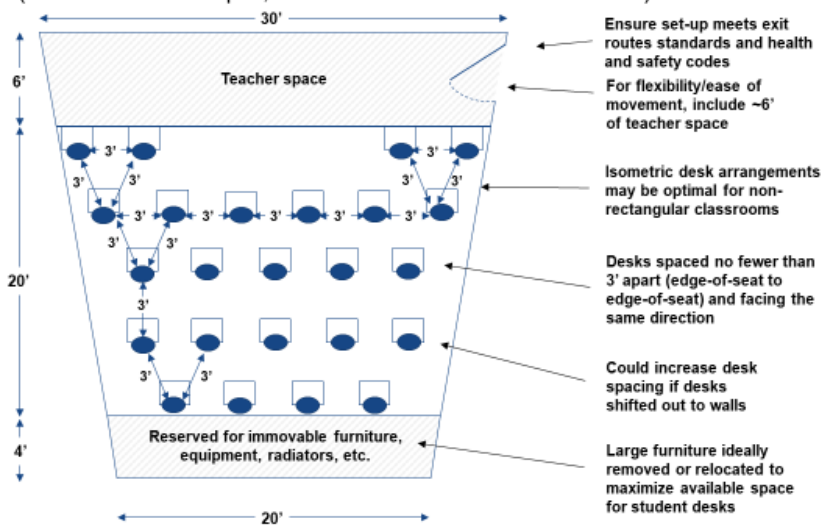 30’
Ensure set-up meets exit
routes standards and health
and safety codes
6’
Teacher space
For flexibility/ease of
movement, include ~6’
of teacher space
3’
3’
3’
3’
3’
3’
Isometric desk arrangements
may be optimal for non-
rectangular classrooms
3’
3’
3’
3’
3’
3’
3’
20’
Desks spaced no fewer than
3’ apart (edge-of-seat to
edge-of-seat) and facing the
same direction
3’
3’
3’
Could increase desk
spacing if desks
shifted out to walls
4’
Reserved for immovable furniture,
equipment, radiators, etc.
Large furniture ideally
removed or relocated to
maximize available space
for student desks
20’